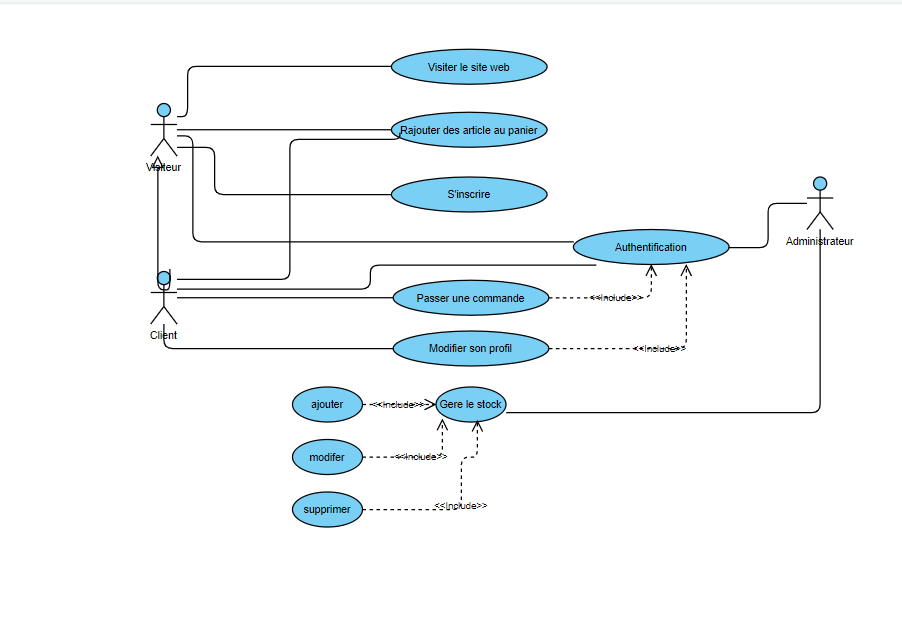 Visiter le site web
Rajouter des article au panier
Visiteur
S'inscrire
Administrateur
Authentification
Passer une commande
<<Include>>
Client
Modifier son profil
<<Include>>
ajouter
<<Include>>
Gere le stock
modifer
<<Include>>
supprimer
<<Include>>